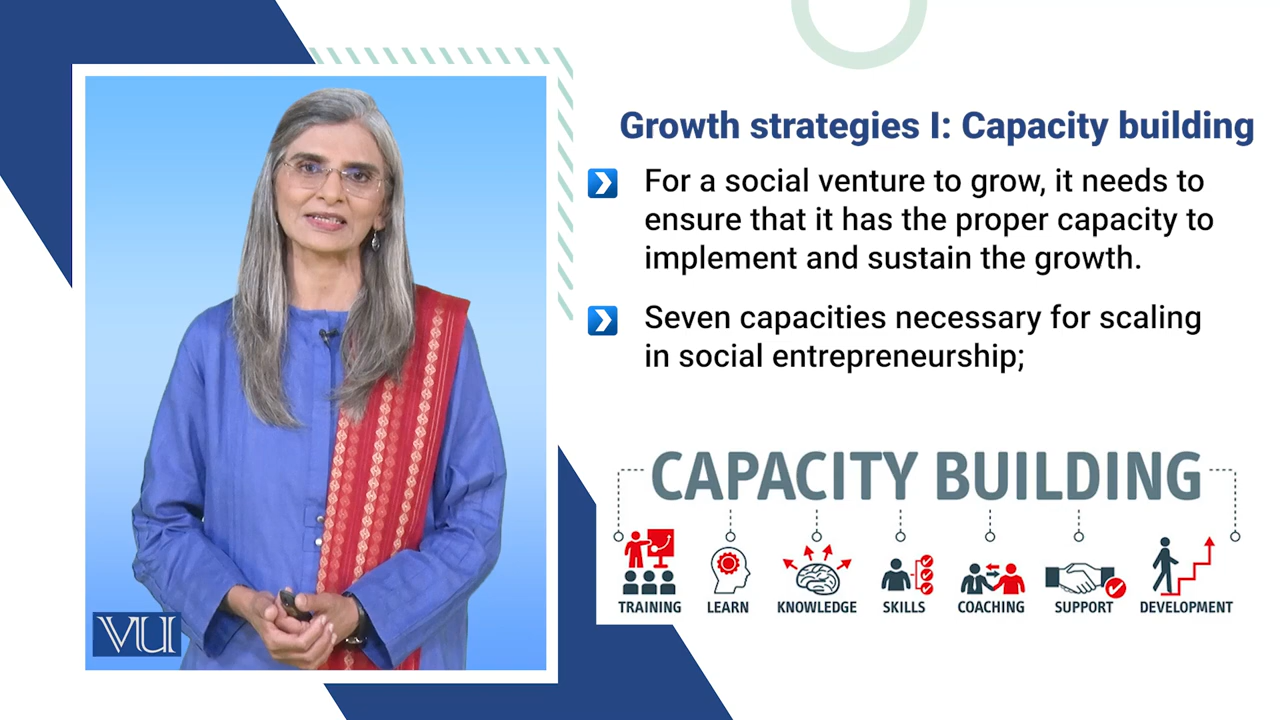 Growth strategies I: Capacity building
For a social venture to grow, it needs to
ensure that it has the proper capacity to
implement and sustain the growth.
Seven capacities necessary for scaling
in social entrepreneurship;
CAPACITY BUILDING
TRAINING LEARN KNOWLEDGE SKILLS COACHING SUPPORT DEVELOPMENT
VU